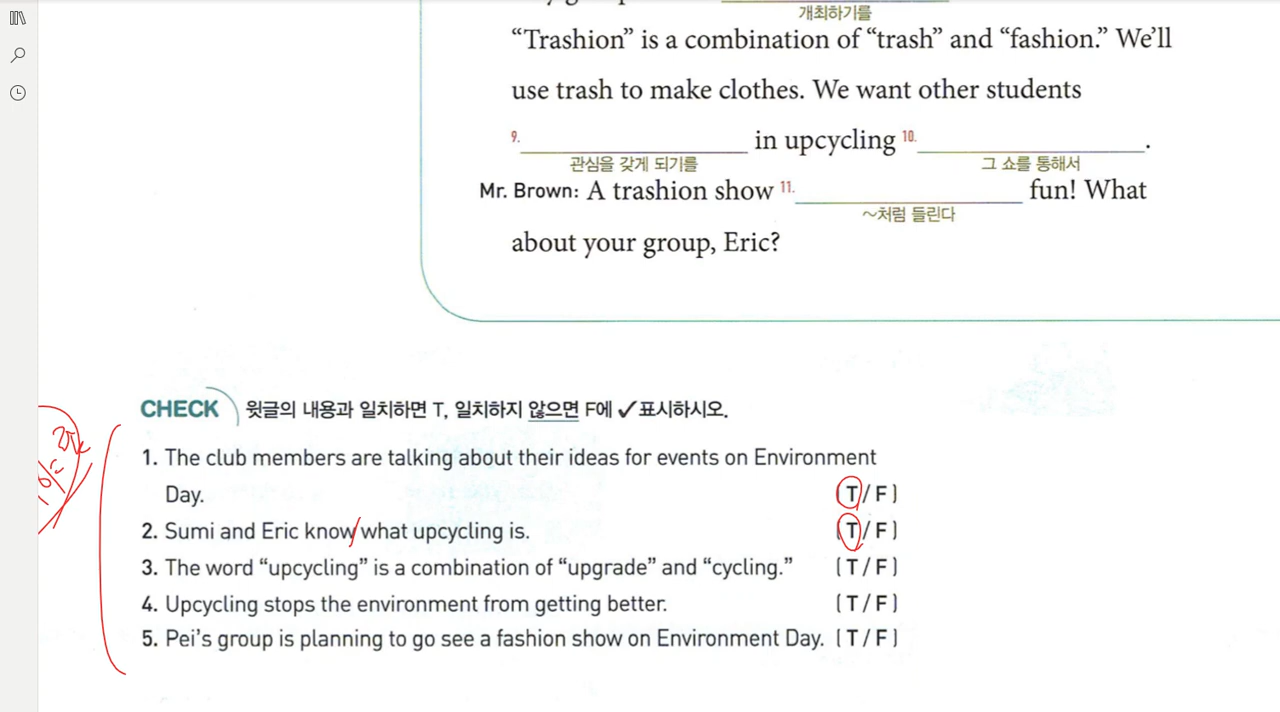 개최하기를
“Trashion” is a combination of “trash” and “fashion.” We’ll
use trash to make clothes. We want other students
9. in upcycling 10. .
관심을 갖게 되기를 그 쇼를 통해서
Mr. Brown: A trashion show 11. fun! What
~처럼 들린다
about your group, Eric?
CHECK 윗글의 내용과 일치하면 T, 일치하지 않으면 F에 ✓표시하시오.
1. The club members are talking about their ideas for events on Environment
Day. (T/F)
2. Sumi and Eric know/what upcycling is. (T/F)
3. The word “upcycling” is a combination of “upgrade” and “cycling.” (T/F)
4. Upcycling stops the environment from getting better. (T/F)
5. Pei’s group is planning to go see a fashion show on Environment Day. (T/F)